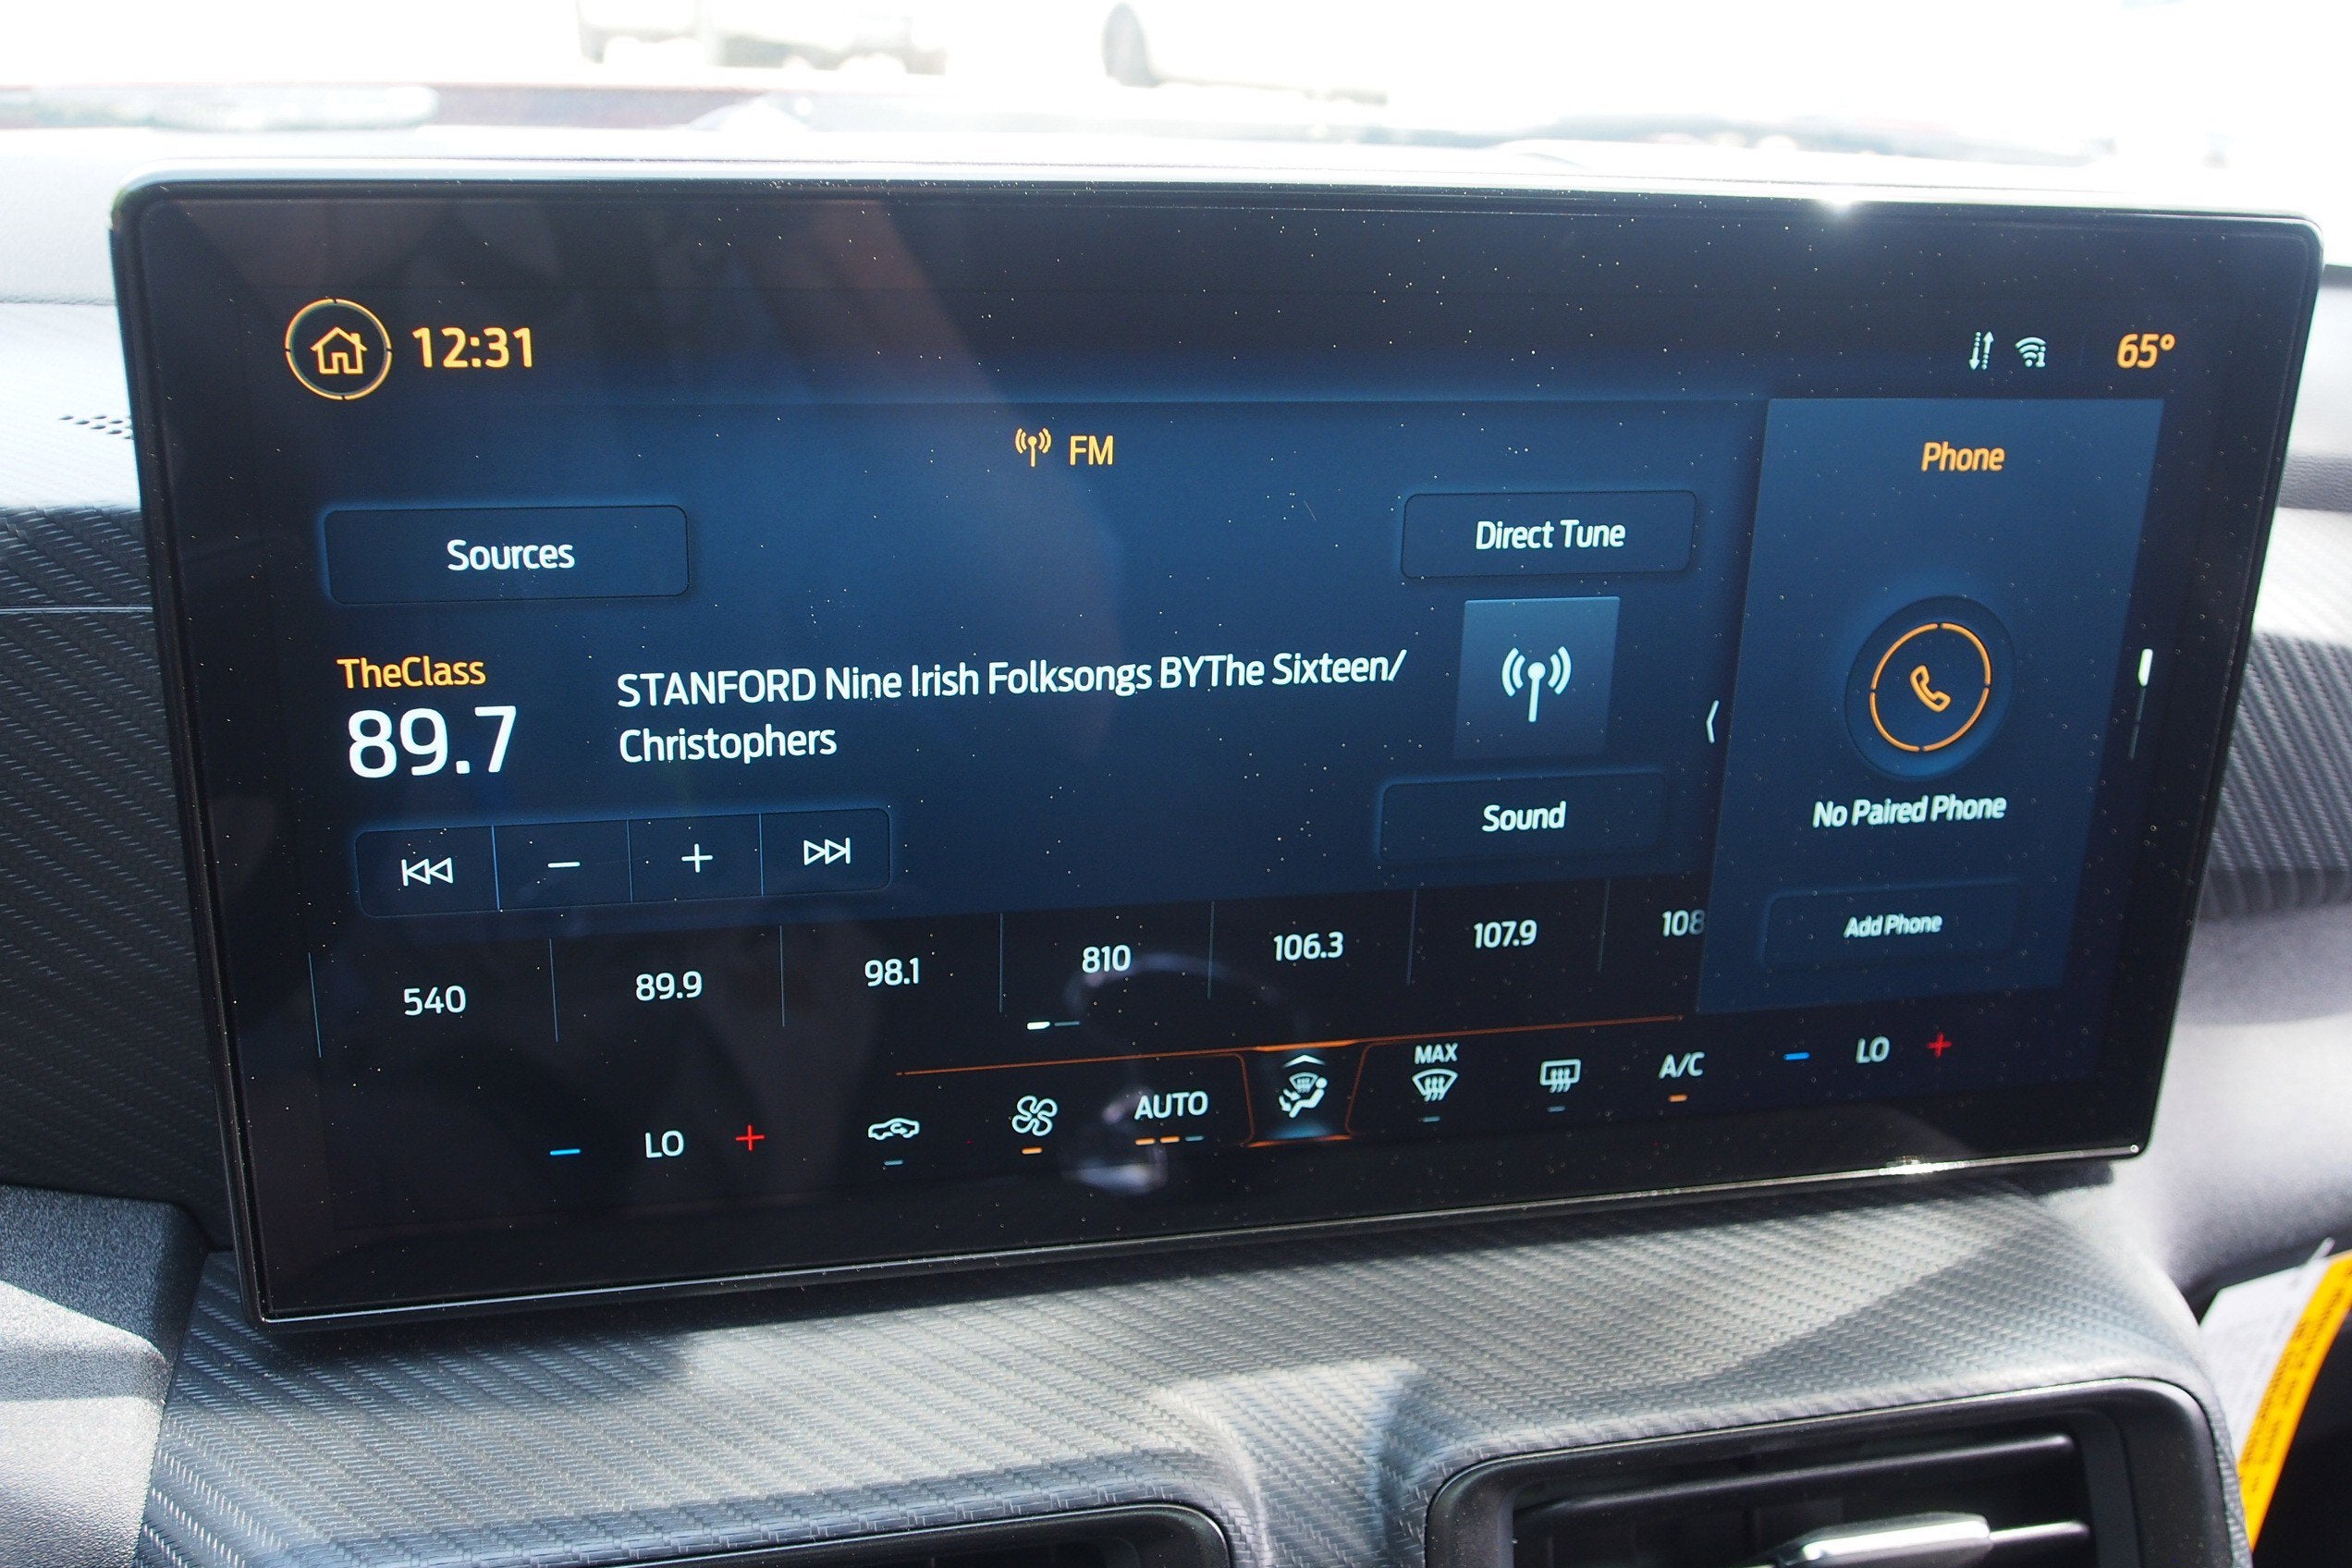 12:31
65°
FM
Phone
Sources
Direct Tune
TheClass
89.7
STANFORD Nine Irish Folksongs BYThe Sixteen/
Christophers
Sound
No Paired Phone
Add Phone
540
89.9
98.1
810
106.3
107.9
108
LO
AUTO
MAX
A/C
LO